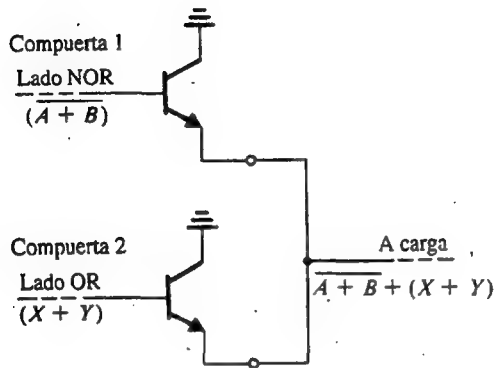 Compuerta 1
Lado NOR
(A̅ ̅+̅ ̅B̅)
Compuerta 2
Lado OR
(X + Y)
A carga
A̅ ̅+̅ ̅B̅ + (X + Y)